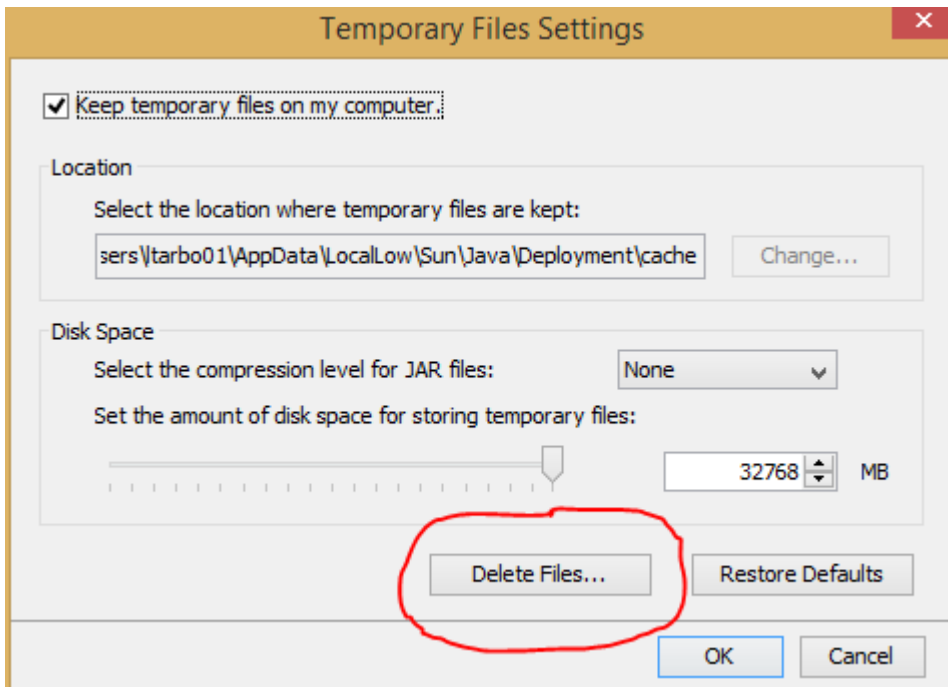 Temporary Files Settings
Keep temporary files on my computer.
Location
Select the location where temporary files are kept:
sers\ltarbo01\AppData\LocalLow\Sun\Java\Deployment\cache
Change...
Disk Space
Select the compression level for JAR files:
None
Set the amount of disk space for storing temporary files:
32768
MB
Delete Files...
Restore Defaults
OK
Cancel